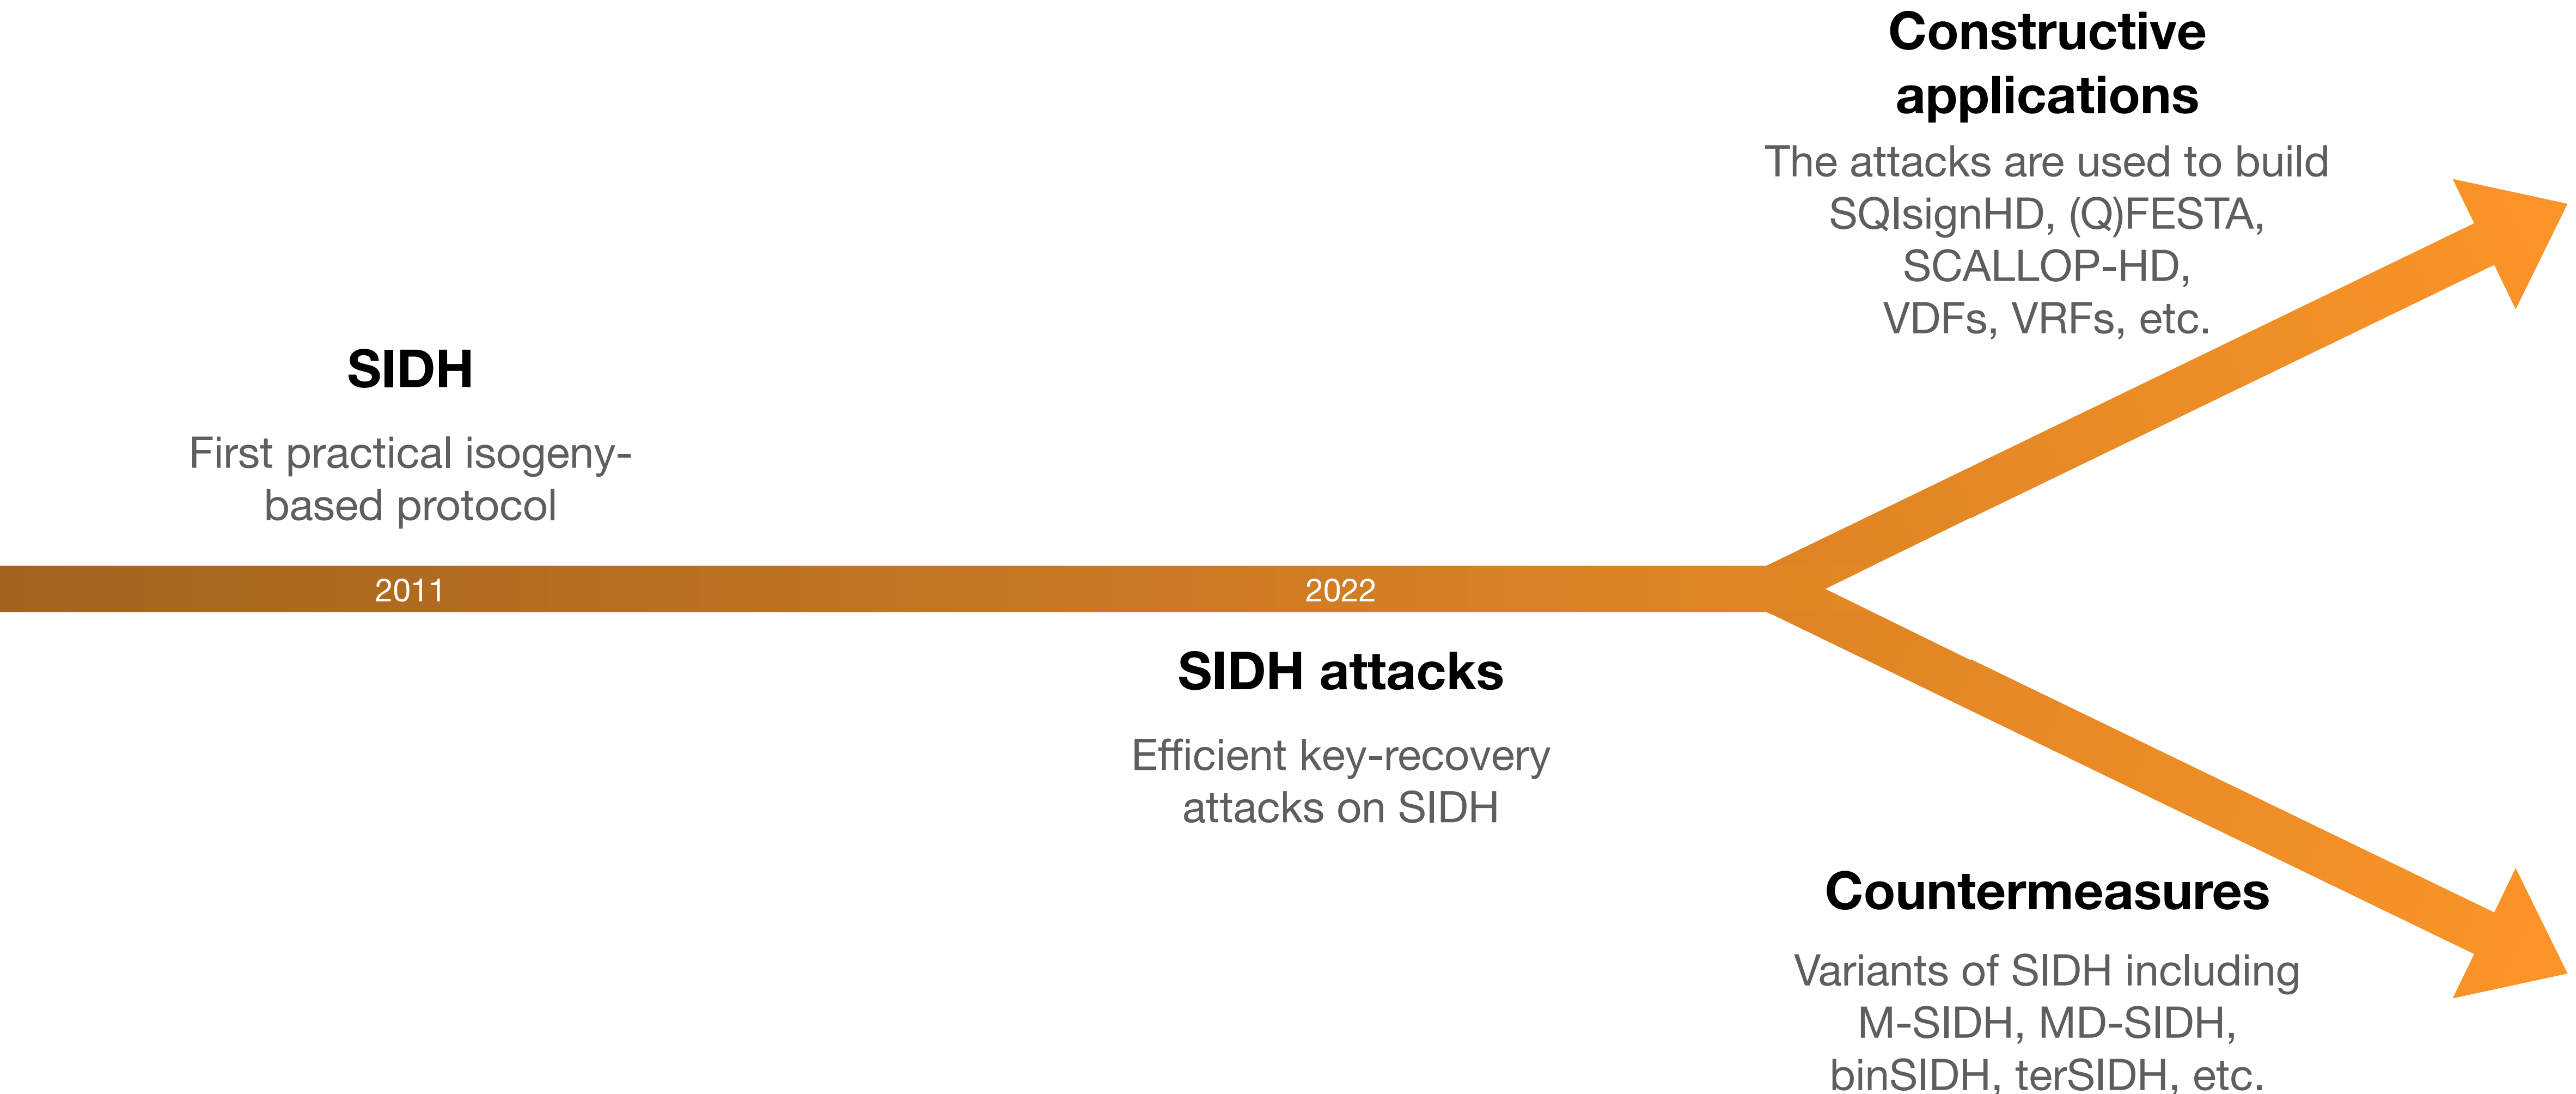 Constructive
applications
The attacks are used to build
SQIsignHD, (Q)FESTA,
SCALLOP-HD,
VDFs, VRFs, etc.
SIDH
First practical isogeny-
based protocol
2011
2022
SIDH attacks
Efficient key-recovery
attacks on SIDH
Countermeasures
Variants of SIDH including
M-SIDH, MD-SIDH,
binSIDH, terSIDH, etc.